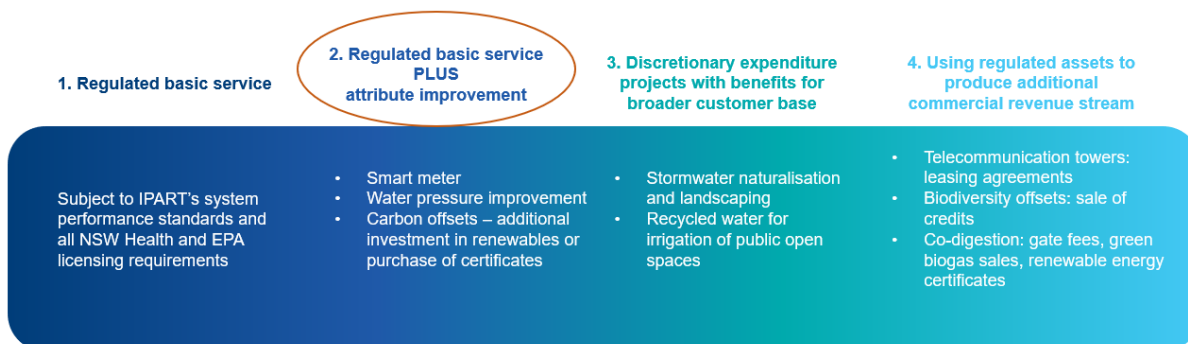 1. Regulated basic service
2. Regulated basic service
PLUS
attribute improvement
3. Discretionary expenditure
projects with benefits for
broader customer base
4. Using regulated assets to
produce additional
commercial revenue stream
Subject to IPART's system
performance standards and
all NSW Health and EPA
licensing requirements
• Smart meter
• Water pressure improvement
• Carbon offsets – additional
investment in renewables or
purchase of certificates
• Stormwater naturalisation
and landscaping
• Recycled water for
irrigation of public open
spaces
• Telecommunication towers:
leasing agreements
• Biodiversity offsets: sale of
credits
• Co-digestion: gate fees, green
biogas sales, renewable energy
certificates